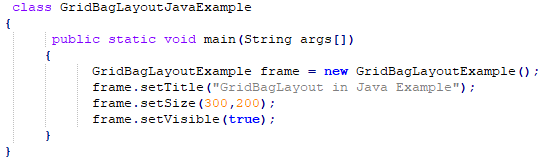 class GridBagLayoutJavaExample
{
public static void main(String args[])
{
GridBagLayoutExample frame = new GridBagLayoutExample();
frame.setTitle("GridBagLayout in Java Example");
frame.setSize(300,200);
frame.setVisible(true);
}
}